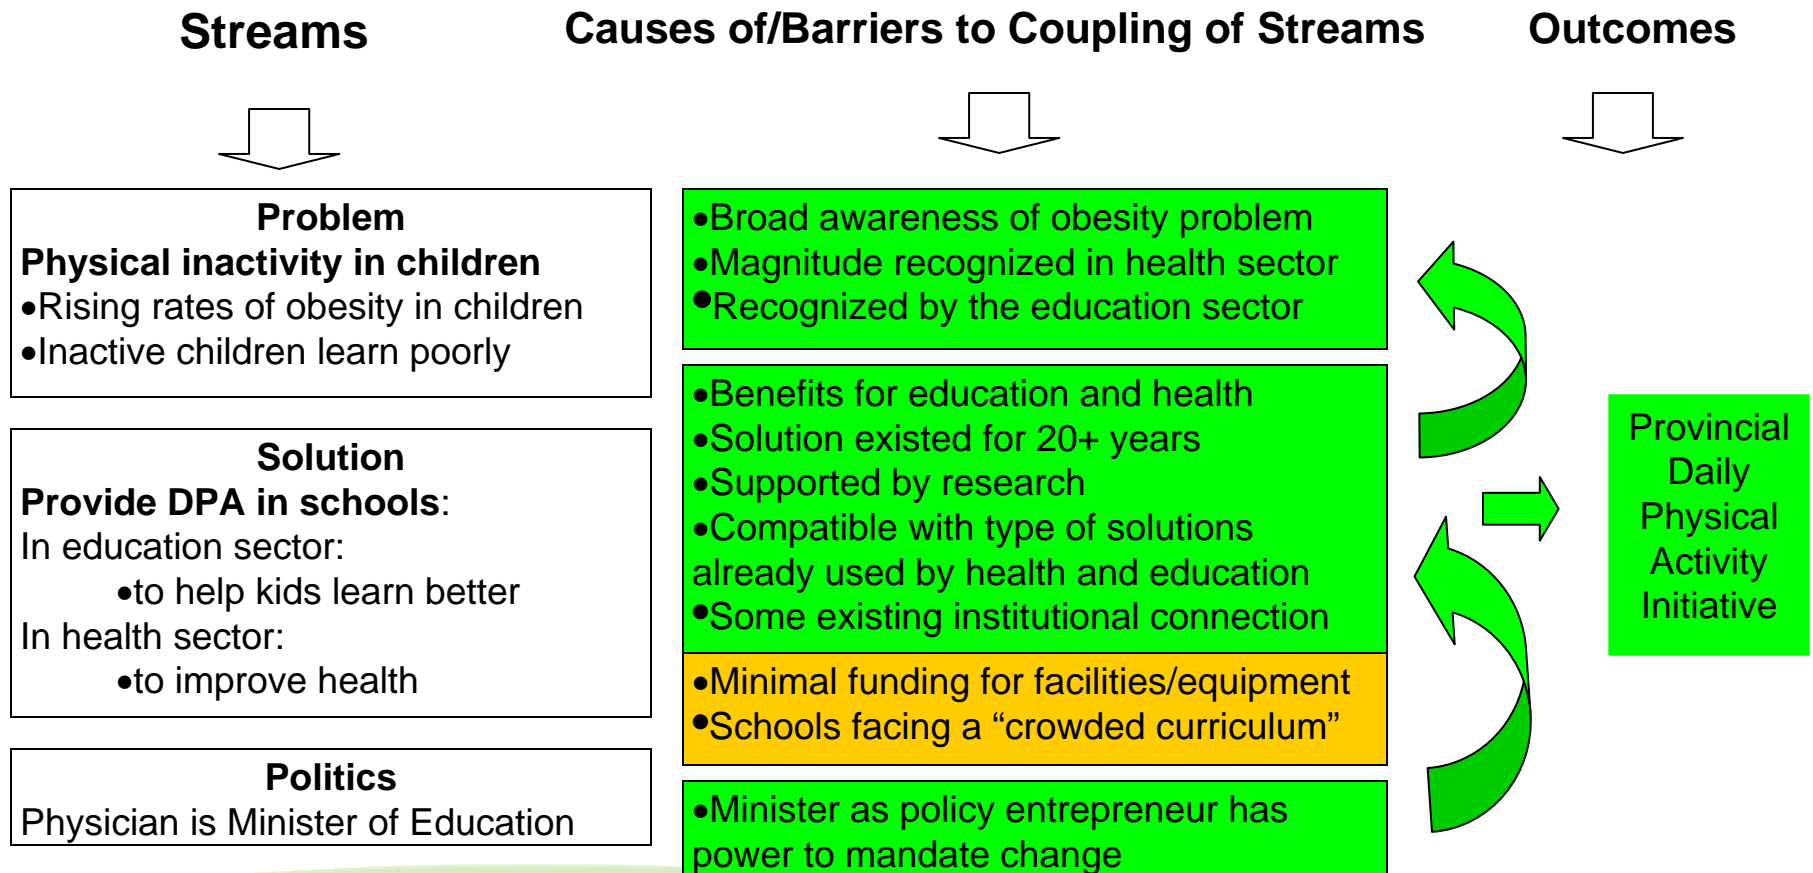 Streams
Causes of/Barriers to Coupling of Streams
Outcomes
Problem
Physical inactivity in children
•Rising rates of obesity in children
•Inactive children learn poorly
Solution
Provide DPA in schools:
In education sector:
•to help kids learn better
In health sector:
•to improve health
Politics
Physician is Minister of Education
•Broad awareness of obesity problem
•Magnitude recognized in health sector
•Recognized by the education sector
•Benefits for education and health
•Solution existed for 20+ years
•Supported by research
•Compatible with type of solutions
already used by health and education
•Some existing institutional connection
•Minimal funding for facilities/equipment
•Schools facing a “crowded curriculum”
•Minister as policy entrepreneur has
power to mandate change
Provincial
Daily
Physical
Activity
Initiative